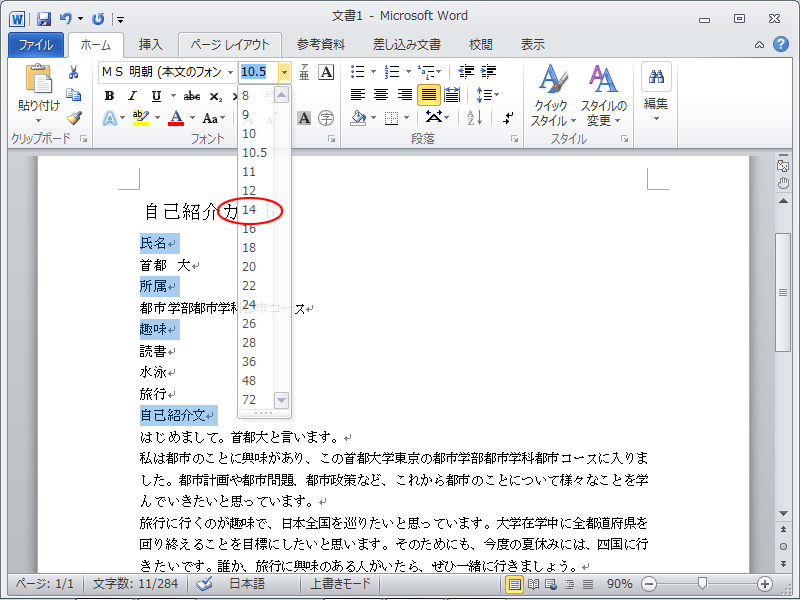 文書1 - Microsoft Word
ファイル ホーム 挿入 ページ レイアウト 参考資料 差し込み文書 校閲 表示
ＭＳ 明朝 (本文のフォン 10.5
貼り付け
B I U abc x₂
Aa
クイック スタイル
スタイルの 変更
編集
クリップボード フォント 段落 スタイル
8
9
10
10.5
11
12
14
16
18
20
22
24
26
28
36
48
72
自己紹介カ
氏名
首都　大
所属
都市学部都市学科都市コース
趣味
読書
水泳
旅行
自己紹介文
はじめまして。首都大と言います。
私は都市のことに興味があり、この首都大学東京の都市学部都市学科都市コースに入りま
した。都市計画や都市問題、都市政策など、これから都市のことについて様々なことを学
んでいきたいと思っています。
旅行に行くのが趣味で、日本全国を巡りたいと思っています。大学在学中に全都道府県を
回り終えることを目標にしたいと思います。そのためにも、今度の夏休みには、四国に行
きたいです。誰か、旅行に興味のある人がいたら、ぜひ一緒に行きましょう。
ページ: 1/1 文字数: 11/284 日本語 上書きモード 90%